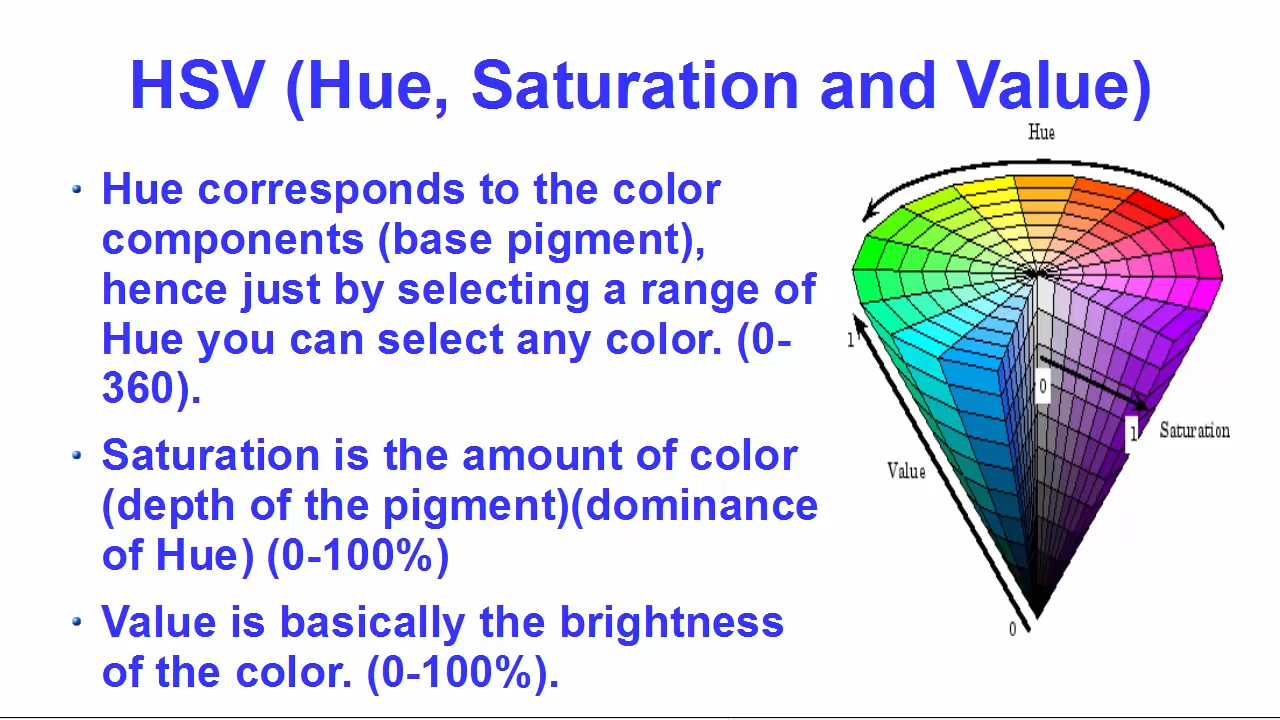 HSV (Hue, Saturation and Value)
Hue corresponds to the color
components (base pigment),
hence just by selecting a range of
Hue you can select any color. (0-
360).
Saturation is the amount of color
(depth of the pigment)(dominance
of Hue) (0-100%)
Value is basically the brightness
of the color. (0-100%).
Hue
1
0
1
Saturation
Value
0